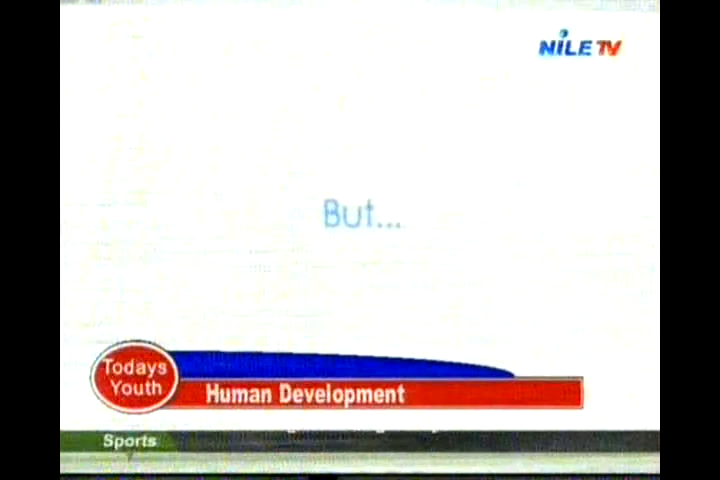 NiLE TV
But...
Todays
Youth
Human Development
Sports